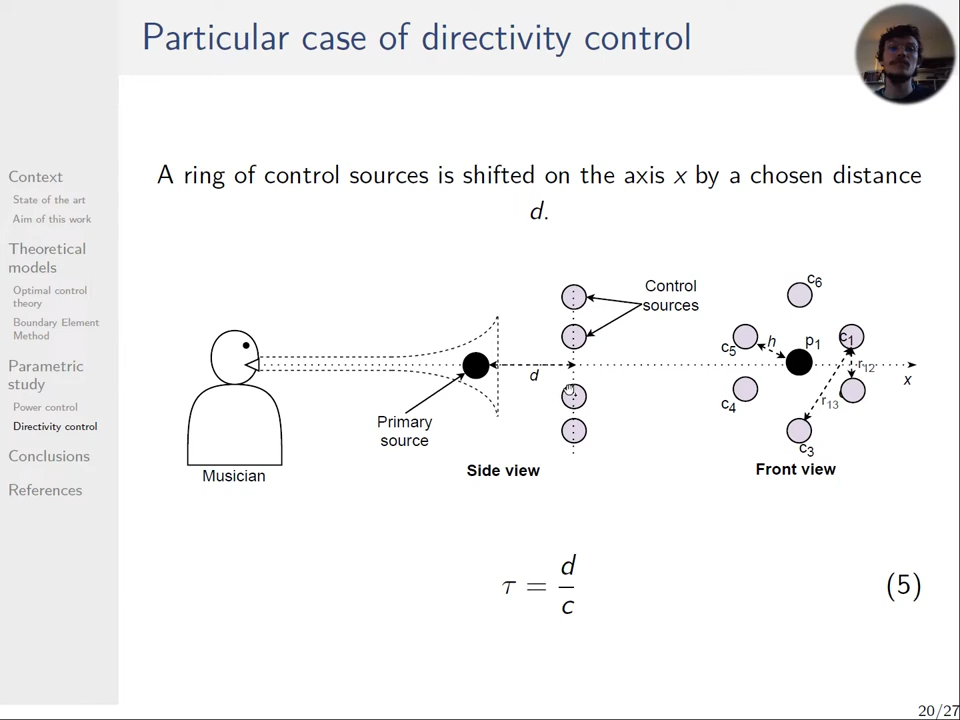 Particular case of directivity control
Context
State of the art
Aim of this work
Theoretical
models
Optimal control
theory
Boundary Element
Method
Parametric
study
Power control
Directivity control
Conclusions
References
A ring of control sources is shifted on the axis x by a chosen distance
d.
Control
sources
d
Primary
source
Musician
Side view
c6
c5
h
p1
c1
r12
x
c4
r13
c3
Front view
τ = d/c (5)
20/27